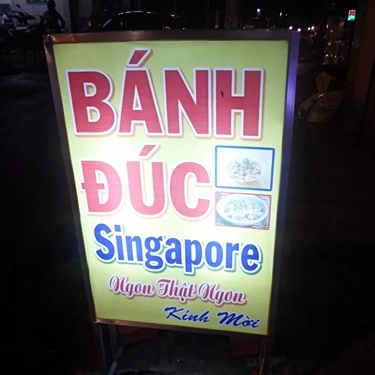 BÁNH
ĐÚC
Singapore
Ngon Thật Ngon
Kính Mời